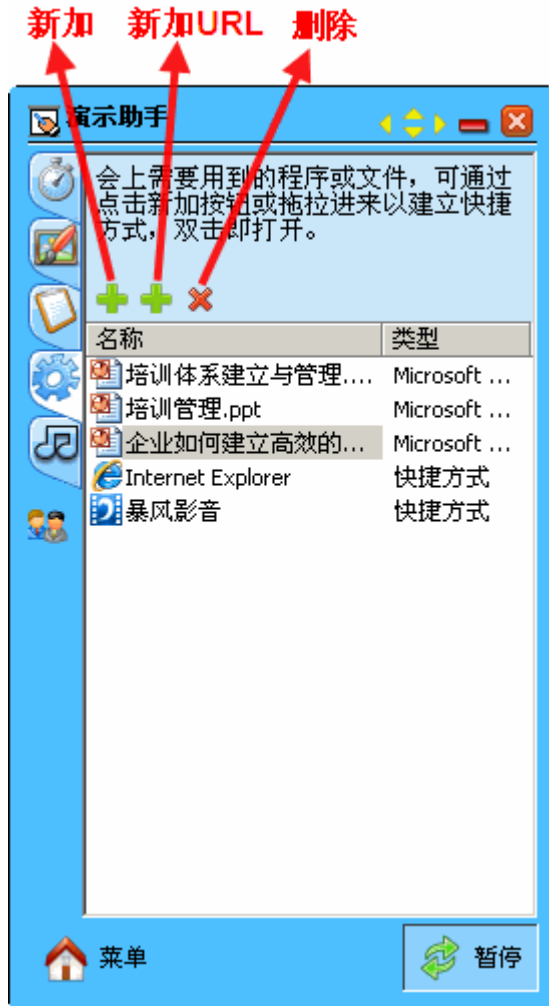 新加 新加URL 删除
演示助手
会上需要用到的程序或文件，可通过
点击新加按钮或拖拉进来以建立快捷
方式，双击即打开。
名称 类型
培训体系建立与管理.... Microsoft ...
培训管理.ppt Microsoft ...
企业如何建立高效的... Microsoft ...
Internet Explorer 快捷方式
暴风影音 快捷方式
菜单 暂停